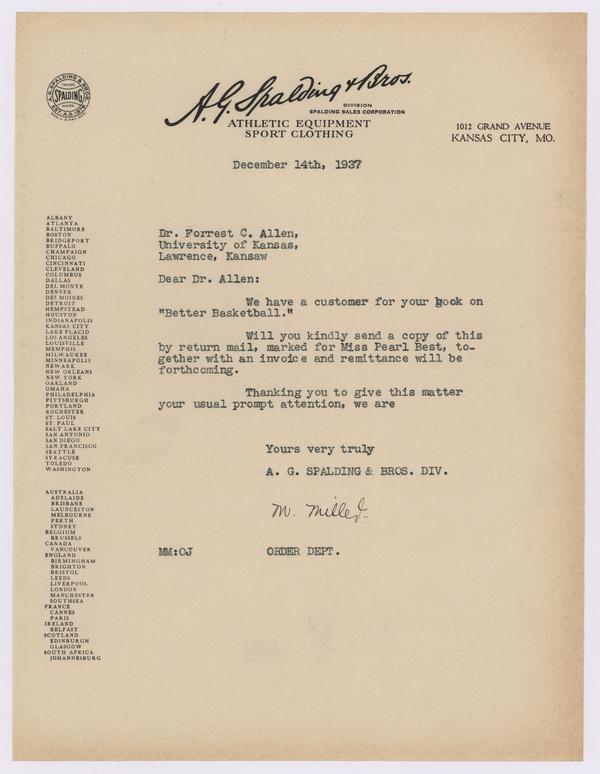 A.G. SPALDING & BROS.
TRADE
SPALDING
MARK
A.G. Spalding & Bros.
DIVISION
SPALDING SALES CORPORATION
ATHLETIC EQUIPMENT
SPORT CLOTHING
1012 GRAND AVENUE
KANSAS CITY, MO.
December 14th, 1937
Dr. Forrest C. Allen,
University of Kansas,
Lawrence, Kansaw
Dear Dr. Allen:
We have a customer for your book on
"Better Basketball."
Will you kindly send a copy of this
by return mail, marked for Miss Pearl Best, to-
gether with an invoice and remittance will be
forthcoming.
Thanking you to give this matter
your usual prompt attention, we are
Yours very truly
A. G. SPALDING & BROS. DIV.
M. Miller
MM:OJ ORDER DEPT.
ALBANY
ATLANTA
BALTIMORE
BOSTON
BRIDGEPORT
BUFFALO
CHAMPAIGN
CHICAGO
CINCINNATI
CLEVELAND
COLUMBUS
DALLAS
DEL MONTE
DENVER
DES MOINES
DETROIT
HEMPSTEAD
HOUSTON
INDIANAPOLIS
KANSAS CITY
LAKE PLACID
LOS ANGELES
LOUISVILLE
MEMPHIS
MILWAUKEE
MINNEAPOLIS
NEWARK
NEW ORLEANS
NEW YORK
OAKLAND
OMAHA
PHILADELPHIA
PITTSBURGH
PORTLAND
ROCHESTER
ST. LOUIS
ST. PAUL
SALT LAKE CITY
SAN ANTONIO
SAN DIEGO
SAN FRANCISCO
SEATTLE
SYRACUSE
TOLEDO
WASHINGTON
AUSTRALIA
ADELAIDE
BRISBANE
LAUNCESTON
MELBOURNE
PERTH
SYDNEY
BELGIUM
BRUSSELS
CANADA
VANCOUVER
ENGLAND
BIRMINGHAM
BRIGHTON
BRISTOL
LEEDS
LIVERPOOL
LONDON
MANCHESTER
SOUTHSEA
FRANCE
CANNES
PARIS
IRELAND
BELFAST
SCOTLAND
EDINBURGH
GLASGOW
SOUTH AFRICA
JOHANNESBURG